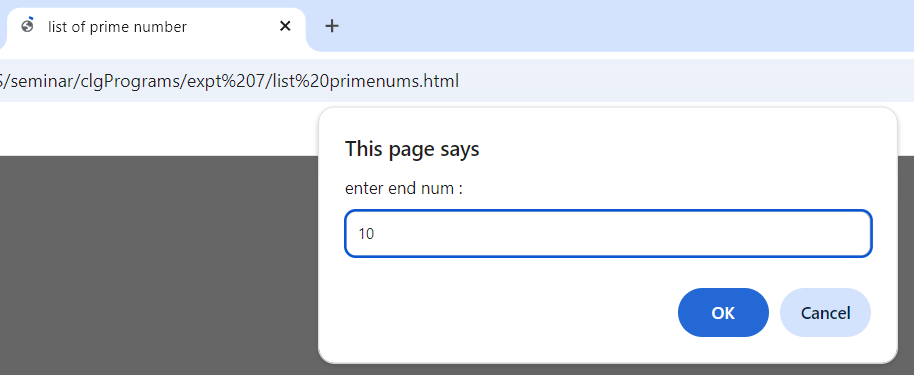 list of prime number
/seminar/clgPrograms/expt%207/list%20primenums.html
This page says
enter end num :
10
OK
Cancel